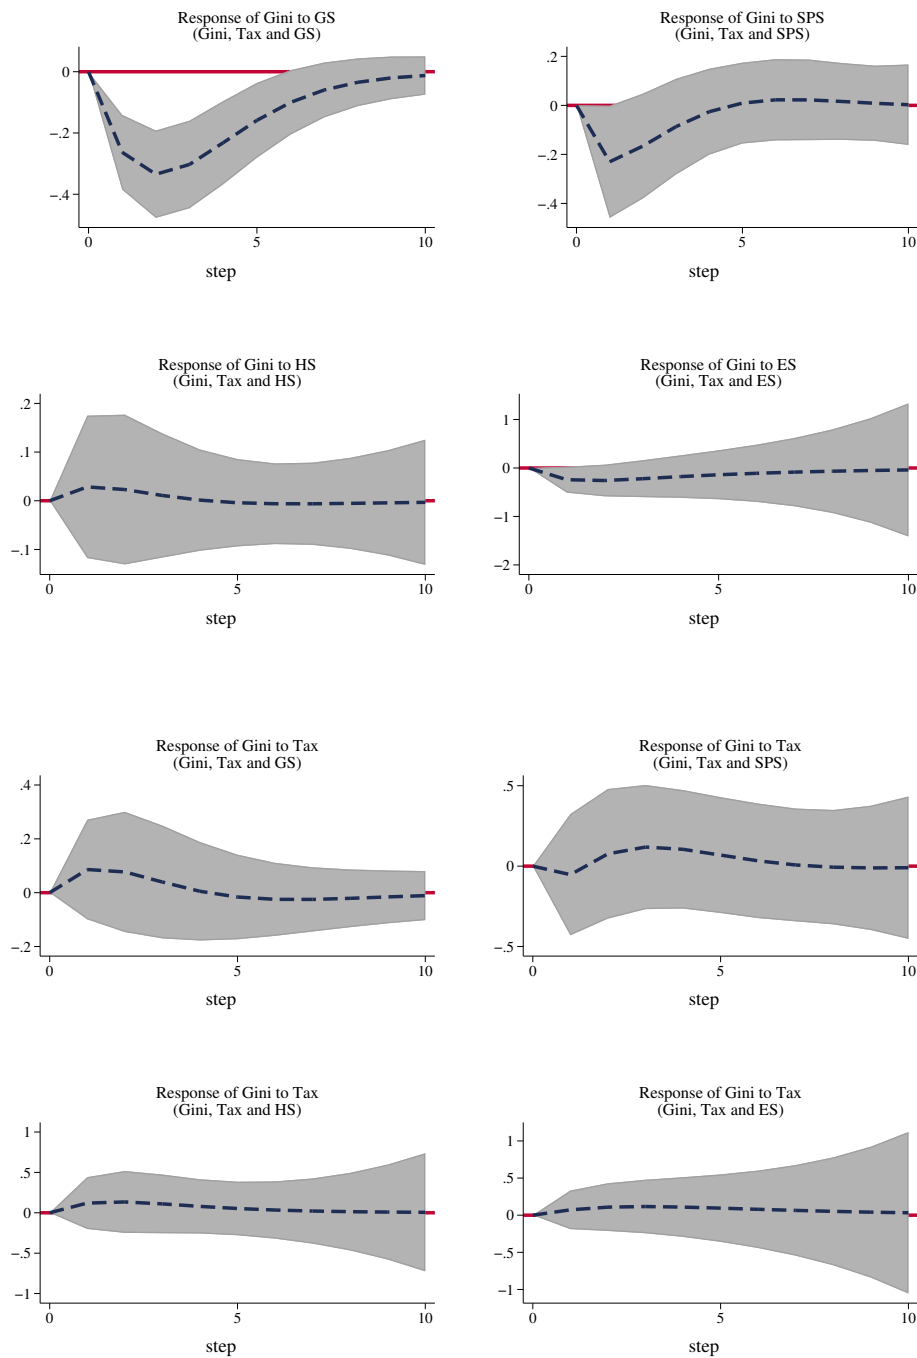 Response of Gini to GS
(Gini, Tax and GS)
0
−.2
−.4
0
5
10
step
Response of Gini to SPS
(Gini, Tax and SPS)
.2
0
−.2
−.4
0
5
10
step
Response of Gini to HS
(Gini, Tax and HS)
.2
.1
0
−.1
0
5
10
step
Response of Gini to ES
(Gini, Tax and ES)
1
0
−1
−2
0
5
10
step
Response of Gini to Tax
(Gini, Tax and GS)
.4
.2
0
−.2
0
5
10
step
Response of Gini to Tax
(Gini, Tax and SPS)
.5
0
−.5
0
5
10
step
Response of Gini to Tax
(Gini, Tax and HS)
1
.5
0
−.5
−1
0
5
10
step
Response of Gini to Tax
(Gini, Tax and ES)
1
.5
0
−.5
−1
0
5
10
step